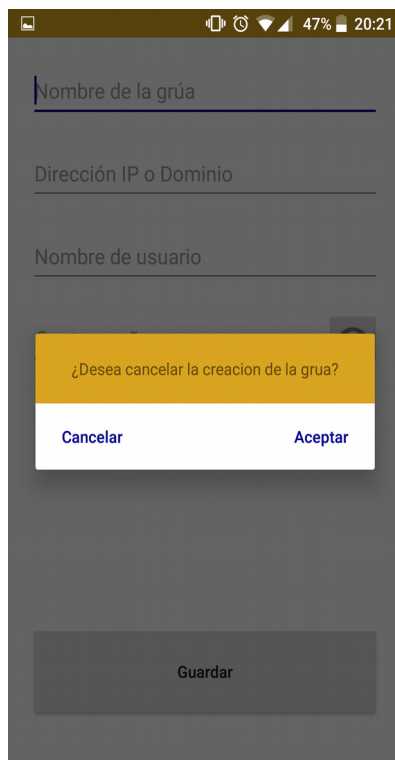 47% 20:21
Nombre de la grúa
Dirección IP o Dominio
Nombre de usuario
¿Desea cancelar la creacion de la grua?
Cancelar Aceptar
Guardar